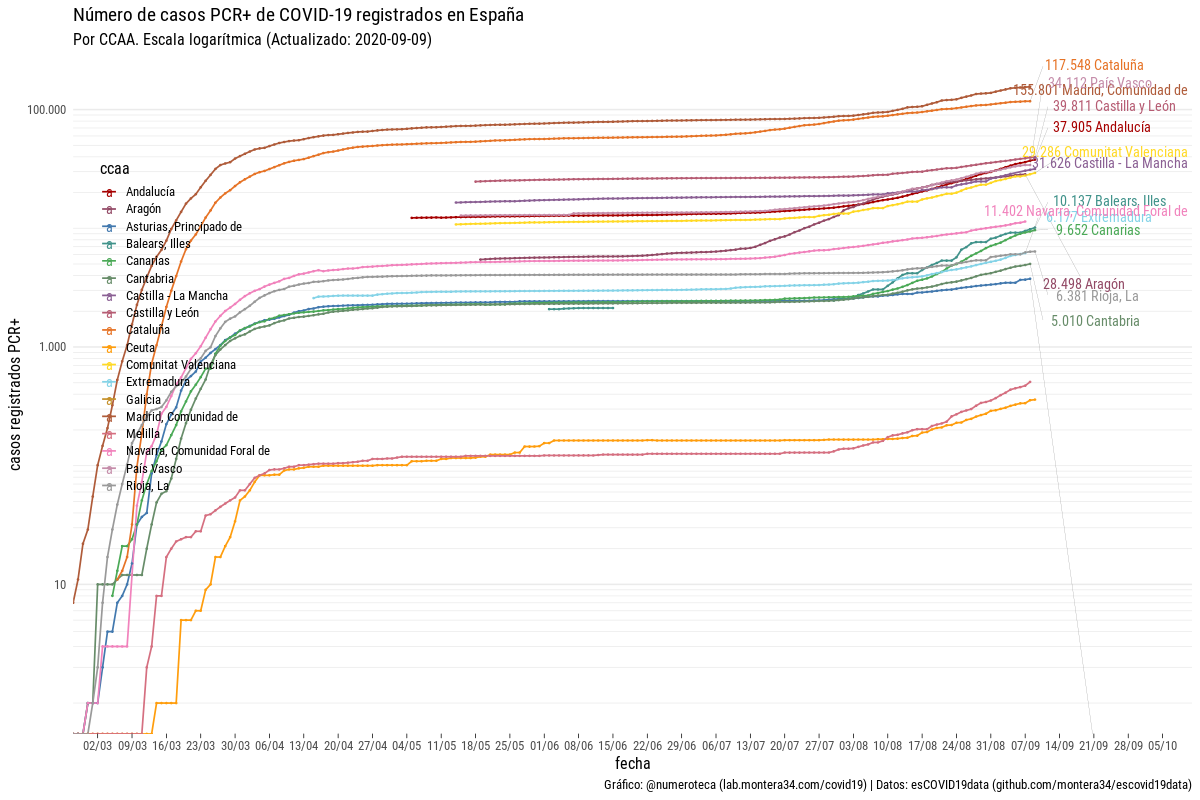 Número de casos PCR+ de COVID-19 registrados en España
Por CCAA. Escala logarítmica (Actualizado: 2020-09-09)
117.548 Cataluña
34.112 País Vasco
155.801 Madrid, Comunidad de
39.811 Castilla y León
37.905 Andalucía
29.286 Comunitat Valenciana
31.626 Castilla - La Mancha
10.137 Balears, Illes
11.402 Navarra, Comunidad Foral de
6.177 Extremadura
9.652 Canarias
28.498 Aragón
6.381 Rioja, La
5.010 Cantabria
100.000
1.000
10
casos registrados PCR+
ccaa
Andalucía
Aragón
Asturias, Principado de
Balears, Illes
Canarias
Cantabria
Castilla - La Mancha
Castilla y León
Cataluña
Ceuta
Comunitat Valenciana
Extremadura
Galicia
Madrid, Comunidad de
Melilla
Navarra, Comunidad Foral de
País Vasco
Rioja, La
02/03 09/03 16/03 23/03 30/03 06/04 13/04 20/04 27/04 04/05 11/05 18/05 25/05 01/06 08/06 15/06 22/06 29/06 06/07 13/07 20/07 27/07 03/08 10/08 17/08 24/08 31/08 07/09 14/09 21/09 28/09 05/10
fecha
Gráfico: @numeroteca (lab.montera34.com/covid19) | Datos: esCOVID19data (github.com/montera34/escovid19data)